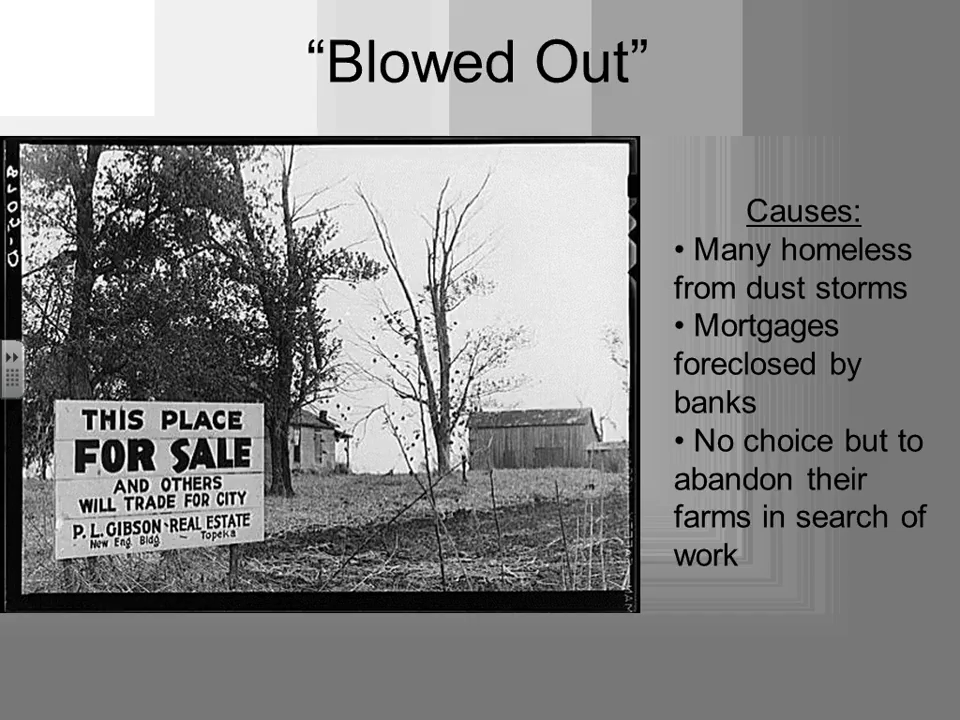 “Blowed Out”
THIS PLACE
FOR SALE
AND OTHERS
WILL TRADE FOR CITY
P. L. GIBSON - REAL ESTATE
New Eng. Bldg. Topeka
Causes:
• Many homeless
from dust storms
• Mortgages
foreclosed by
banks
• No choice but to
abandon their
farms in search of
work